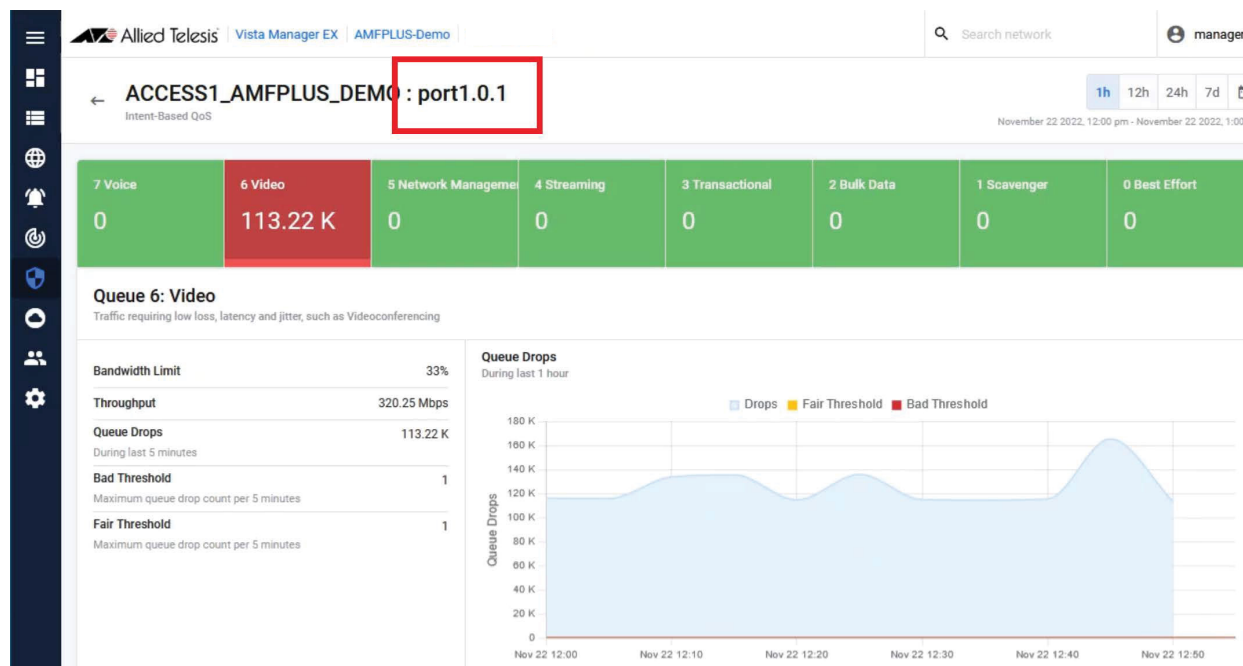 Allied Telesis Vista Manager EX AMFPLUS-Demo Search network manager
ACCESS1_AMFPLUS_DEMO : port1.0.1 1h 12h 24h 7d
Intent-Based QoS
November 22 2022, 12:00 pm - November 22 2022, 1:00
7 Voice 6 Video 5 Network Manageme 4 Streaming 3 Transactional 2 Bulk Data 1 Scavenger 0 Best Effort
0 113.22 K 0 0 0 0 0 0
Queue 6: Video
Traffic requiring low loss, latency and jitter, such as Videoconferencing
Bandwidth Limit 33%
Throughput 320.25 Mbps
Queue Drops 113.22 K
During last 5 minutes
Bad Threshold 1
Maximum queue drop count per 5 minutes
Fair Threshold 1
Maximum queue drop count per 5 minutes
Queue Drops
During last 1 hour
Drops Fair Threshold Bad Threshold
Queue Drops
180 K
160 K
140 K
120 K
100 K
80 K
60 K
40 K
20 K
0
Nov 22 12:00 Nov 22 12:10 Nov 22 12:20 Nov 22 12:30 Nov 22 12:40 Nov 22 12:50